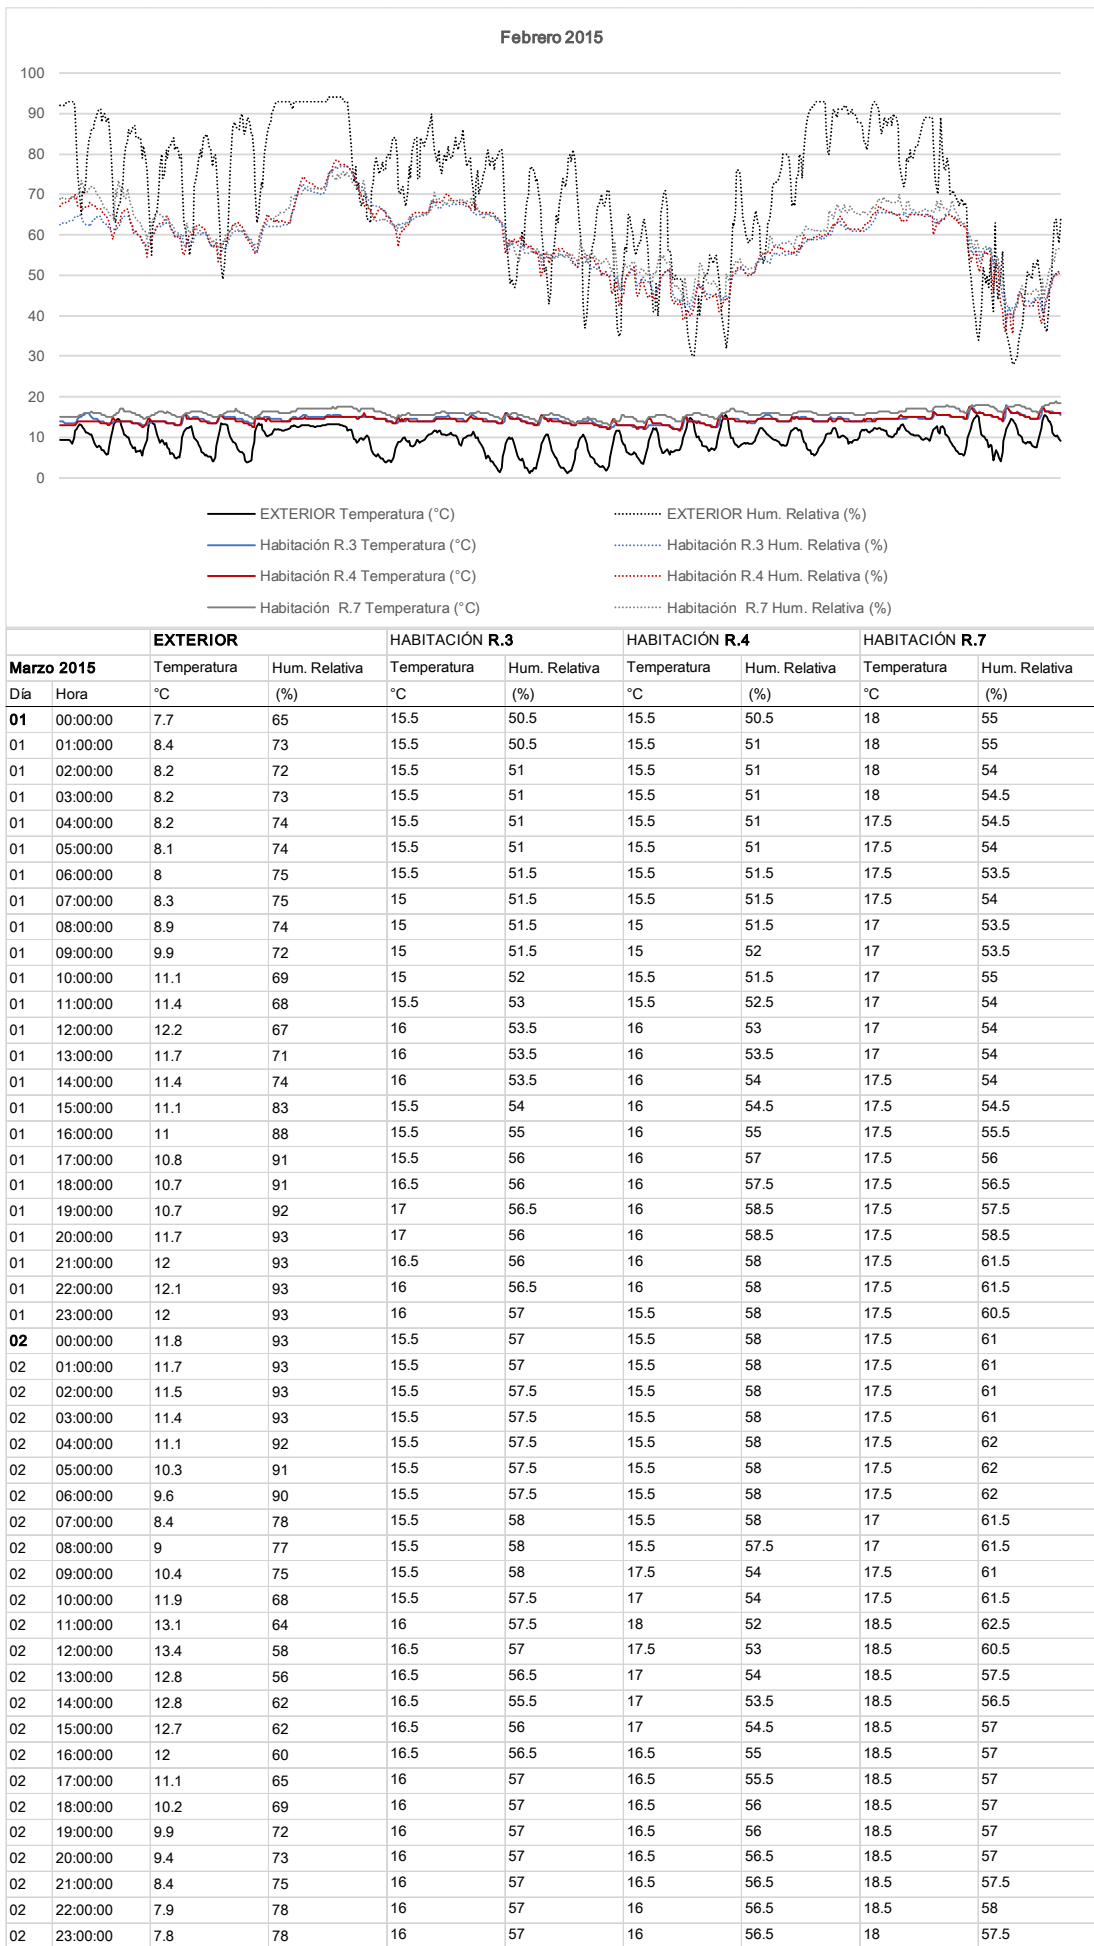 Febrero 2015
100
90
80
70
60
50
40
30
20
10
0
EXTERIOR Temperatura (°C) EXTERIOR Hum. Relativa (%)
Habitación R.3 Temperatura (°C) Habitación R.3 Hum. Relativa (%)
Habitación R.4 Temperatura (°C) Habitación R.4 Hum. Relativa (%)
Habitación R.7 Temperatura (°C) Habitación R.7 Hum. Relativa (%)
EXTERIOR HABITACIÓN R.3 HABITACIÓN R.4 HABITACIÓN R.7
Marzo 2015 Temperatura Hum. Relativa Temperatura Hum. Relativa Temperatura Hum. Relativa Temperatura Hum. Relativa
Día Hora °C (%) °C (%) °C (%) °C (%)
01 00:00:00 7.7 65 15.5 50.5 15.5 50.5 18 55
01 01:00:00 8.4 73 15.5 50.5 15.5 51 18 55
01 02:00:00 8.2 72 15.5 51 15.5 51 18 54
01 03:00:00 8.2 73 15.5 51 15.5 51 18 54.5
01 04:00:00 8.2 74 15.5 51 15.5 51 17.5 54.5
01 05:00:00 8.1 74 15.5 51 15.5 51 17.5 54
01 06:00:00 8 75 15.5 51.5 15.5 51.5 17.5 53.5
01 07:00:00 8.3 75 15 51.5 15.5 51.5 17.5 54
01 08:00:00 8.9 74 15 51.5 15 51.5 17 53.5
01 09:00:00 9.9 72 15 51.5 15 52 17 53.5
01 10:00:00 11.1 69 15 52 15.5 51.5 17 55
01 11:00:00 11.4 68 15.5 53 15.5 52.5 17 54
01 12:00:00 12.2 67 16 53.5 16 53 17 54
01 13:00:00 11.7 71 16 53.5 16 53.5 17 54
01 14:00:00 11.4 74 16 53.5 16 54 17.5 54
01 15:00:00 11.1 83 15.5 54 16 54.5 17.5 54.5
01 16:00:00 11 88 15.5 55 16 55 17.5 55.5
01 17:00:00 10.8 91 15.5 56 16 57 17.5 56
01 18:00:00 10.7 91 16.5 56 16 57.5 17.5 56.5
01 19:00:00 10.7 92 17 56.5 16 58.5 17.5 57.5
01 20:00:00 11.7 93 17 56 16 58.5 17.5 58.5
01 21:00:00 12 93 16.5 56 16 58 17.5 61.5
01 22:00:00 12.1 93 16 56.5 16 58 17.5 61.5
01 23:00:00 12 93 16 57 15.5 58 17.5 60.5
02 00:00:00 11.8 93 15.5 57 15.5 58 17.5 61
02 01:00:00 11.7 93 15.5 57 15.5 58 17.5 61
02 02:00:00 11.5 93 15.5 57.5 15.5 58 17.5 61
02 03:00:00 11.4 93 15.5 57.5 15.5 58 17.5 61
02 04:00:00 11.1 92 15.5 57.5 15.5 58 17.5 62
02 05:00:00 10.3 91 15.5 57.5 15.5 58 17.5 62
02 06:00:00 9.6 90 15.5 57.5 15.5 58 17.5 62
02 07:00:00 8.4 78 15.5 58 15.5 58 17 61.5
02 08:00:00 9 77 15.5 58 15.5 57.5 17 61.5
02 09:00:00 10.4 75 15.5 58 17.5 54 17.5 61
02 10:00:00 11.9 68 15.5 57.5 17 54 17.5 61.5
02 11:00:00 13.1 64 16 57.5 18 52 18.5 62.5
02 12:00:00 13.4 58 16.5 57 17.5 53 18.5 60.5
02 13:00:00 12.8 56 16.5 56.5 17 54 18.5 57.5
02 14:00:00 12.8 62 16.5 55.5 17 53.5 18.5 56.5
02 15:00:00 12.7 62 16.5 56 17 54.5 18.5 57
02 16:00:00 12 60 16.5 56.5 16.5 55 18.5 57
02 17:00:00 11.1 65 16 57 16.5 55.5 18.5 57
02 18:00:00 10.2 69 16 57 16.5 56 18.5 57
02 19:00:00 9.9 72 16 57 16.5 56 18.5 57
02 20:00:00 9.4 73 16 57 16.5 56.5 18.5 57
02 21:00:00 8.4 75 16 57 16.5 56.5 18.5 57.5
02 22:00:00 7.9 78 16 57 16 56.5 18.5 58
02 23:00:00 7.8 78 16 57 16 56.5 18 57.5